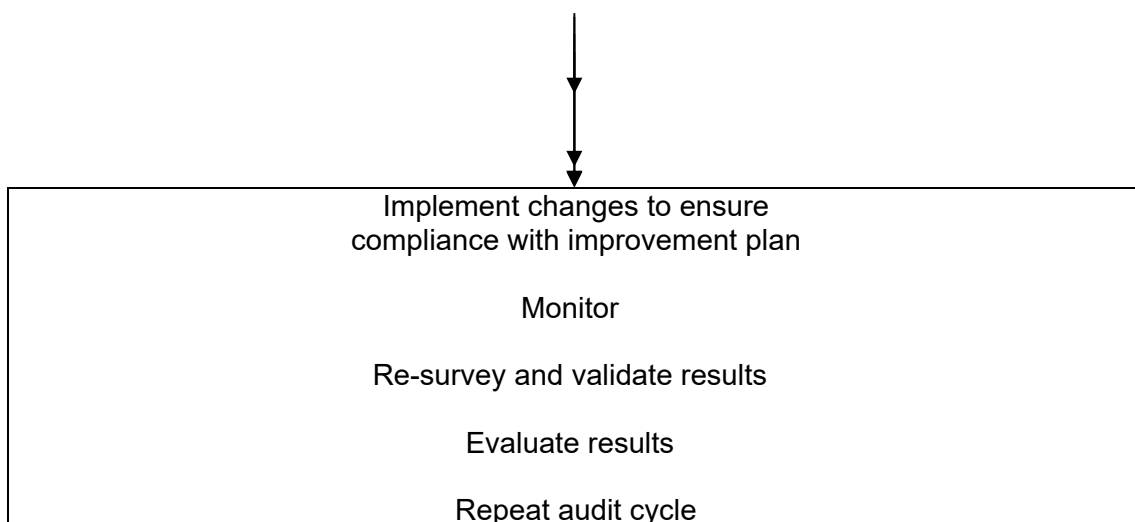 Implement changes to ensure
compliance with improvement plan
Monitor
Re-survey and validate results
Evaluate results
Repeat audit cycle